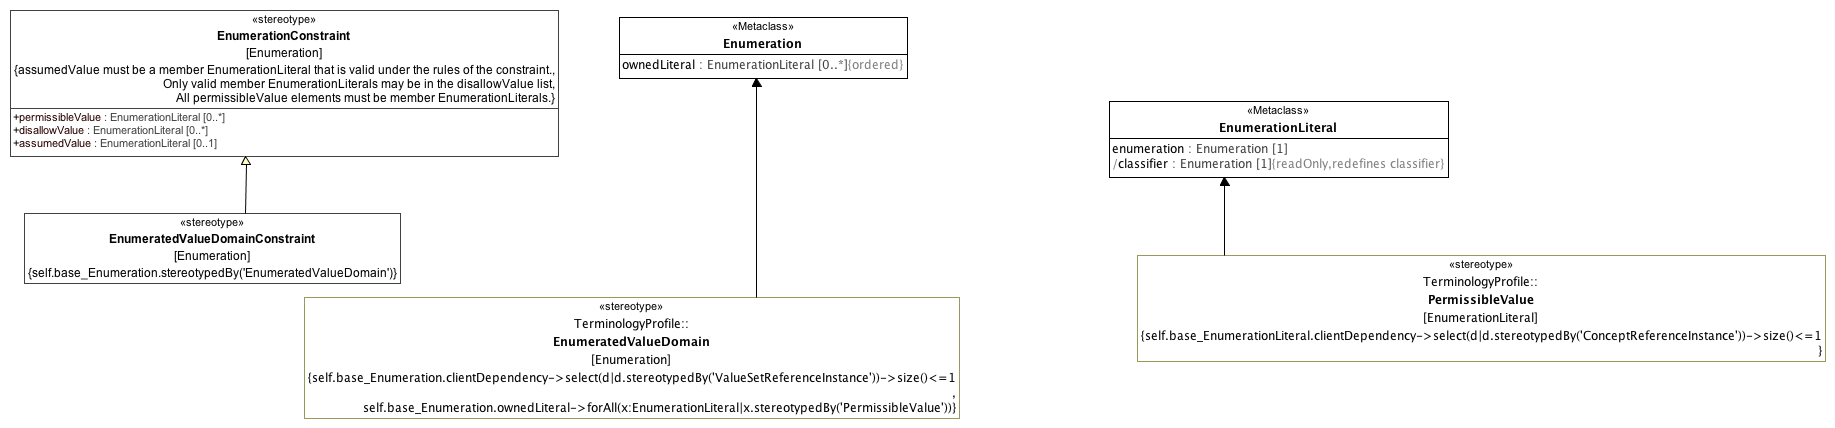 «stereotype»
EnumerationConstraint
[Enumeration]
{assumedValue must be a member EnumerationLiteral that is valid under the rules of the constraint.,
Only valid member EnumerationLiterals may be in the disallowValue list,
All permissibleValue elements must be member EnumerationLiterals.}
+permissibleValue : EnumerationLiteral [0..*]
+disallowValue : EnumerationLiteral [0..*]
+assumedValue : EnumerationLiteral [0..1]
«Metaclass»
Enumeration
ownedLiteral : EnumerationLiteral [0..*]{ordered}
«Metaclass»
EnumerationLiteral
enumeration : Enumeration [1]
/classifier : Enumeration [1]{readOnly,redefines classifier}
«stereotype»
EnumeratedValueDomainConstraint
[Enumeration]
{self.base_Enumeration.stereotypedBy('EnumeratedValueDomain')}
«stereotype»
TerminologyProfile::
EnumeratedValueDomain
[Enumeration]
{self.base_Enumeration.clientDependency->select(d|d.stereotypedBy('ValueSetReferenceInstance'))->size()<=1
,
self.base_Enumeration.ownedLiteral->forAll(x:EnumerationLiteral|x.stereotypedBy('PermissibleValue'))}
«stereotype»
TerminologyProfile::
PermissibleValue
[EnumerationLiteral]
{self.base_EnumerationLiteral.clientDependency->select(d|d.stereotypedBy('ConceptReferenceInstance'))->size()<=1
}